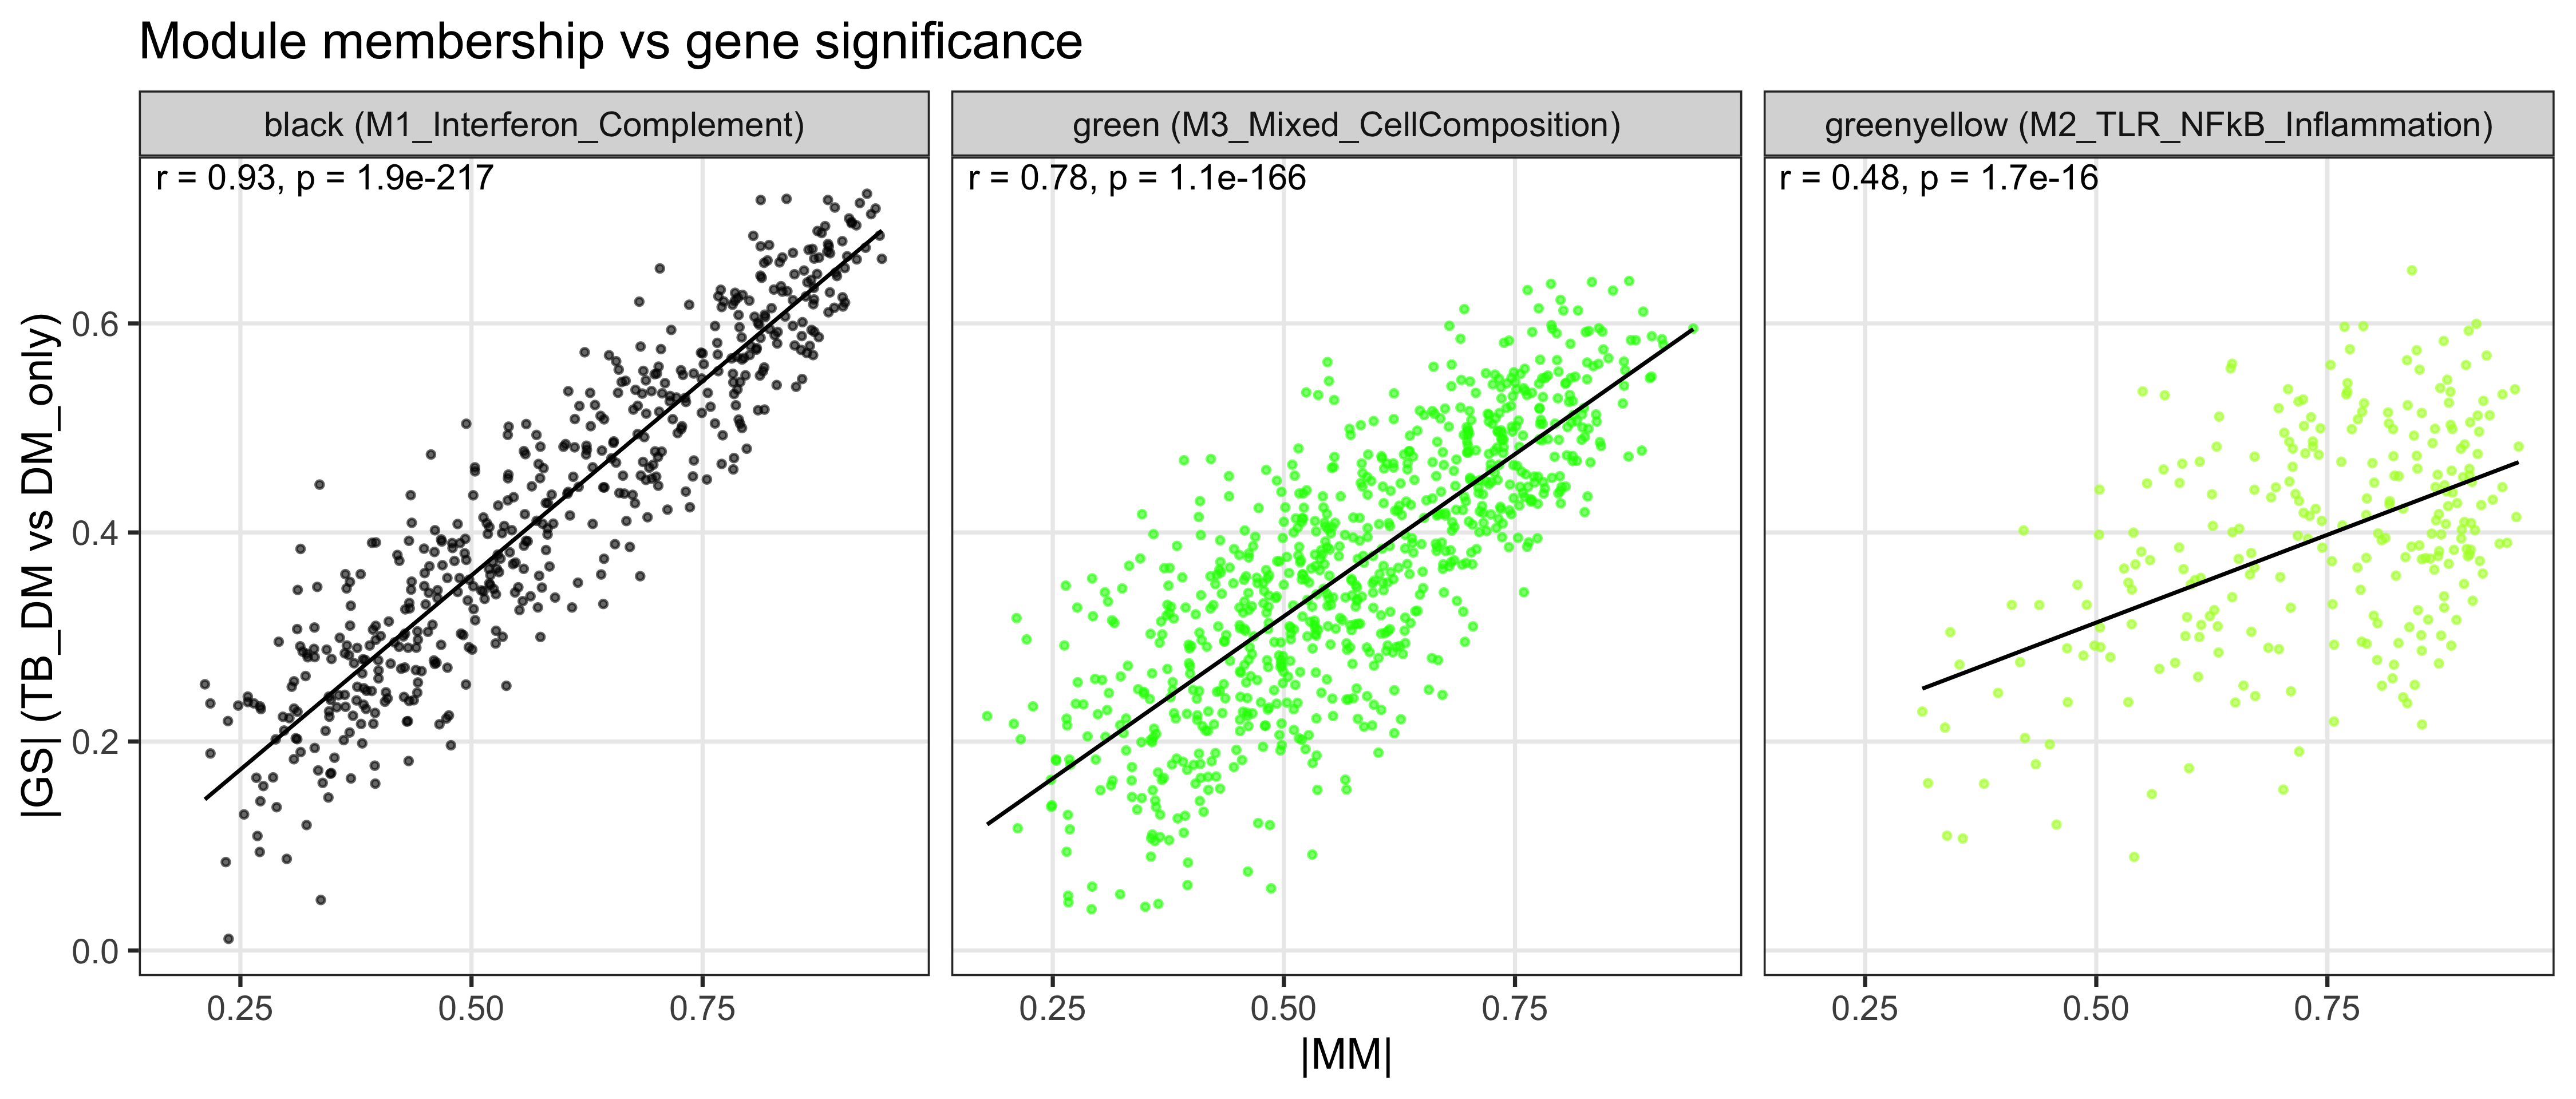 Module membership vs gene significance
black (M1_Interferon_Complement)
green (M3_Mixed_CellComposition)
greenyellow (M2_TLR_NFkB_Inflammation)
r = 0.93, p = 1.9e-217
r = 0.78, p = 1.1e-166
r = 0.48, p = 1.7e-16
|GS| (TB_DM vs DM_only)
0.6
0.4
0.2
0.0
0.25 0.50 0.75
0.25 0.50 0.75
0.25 0.50 0.75
|MM|